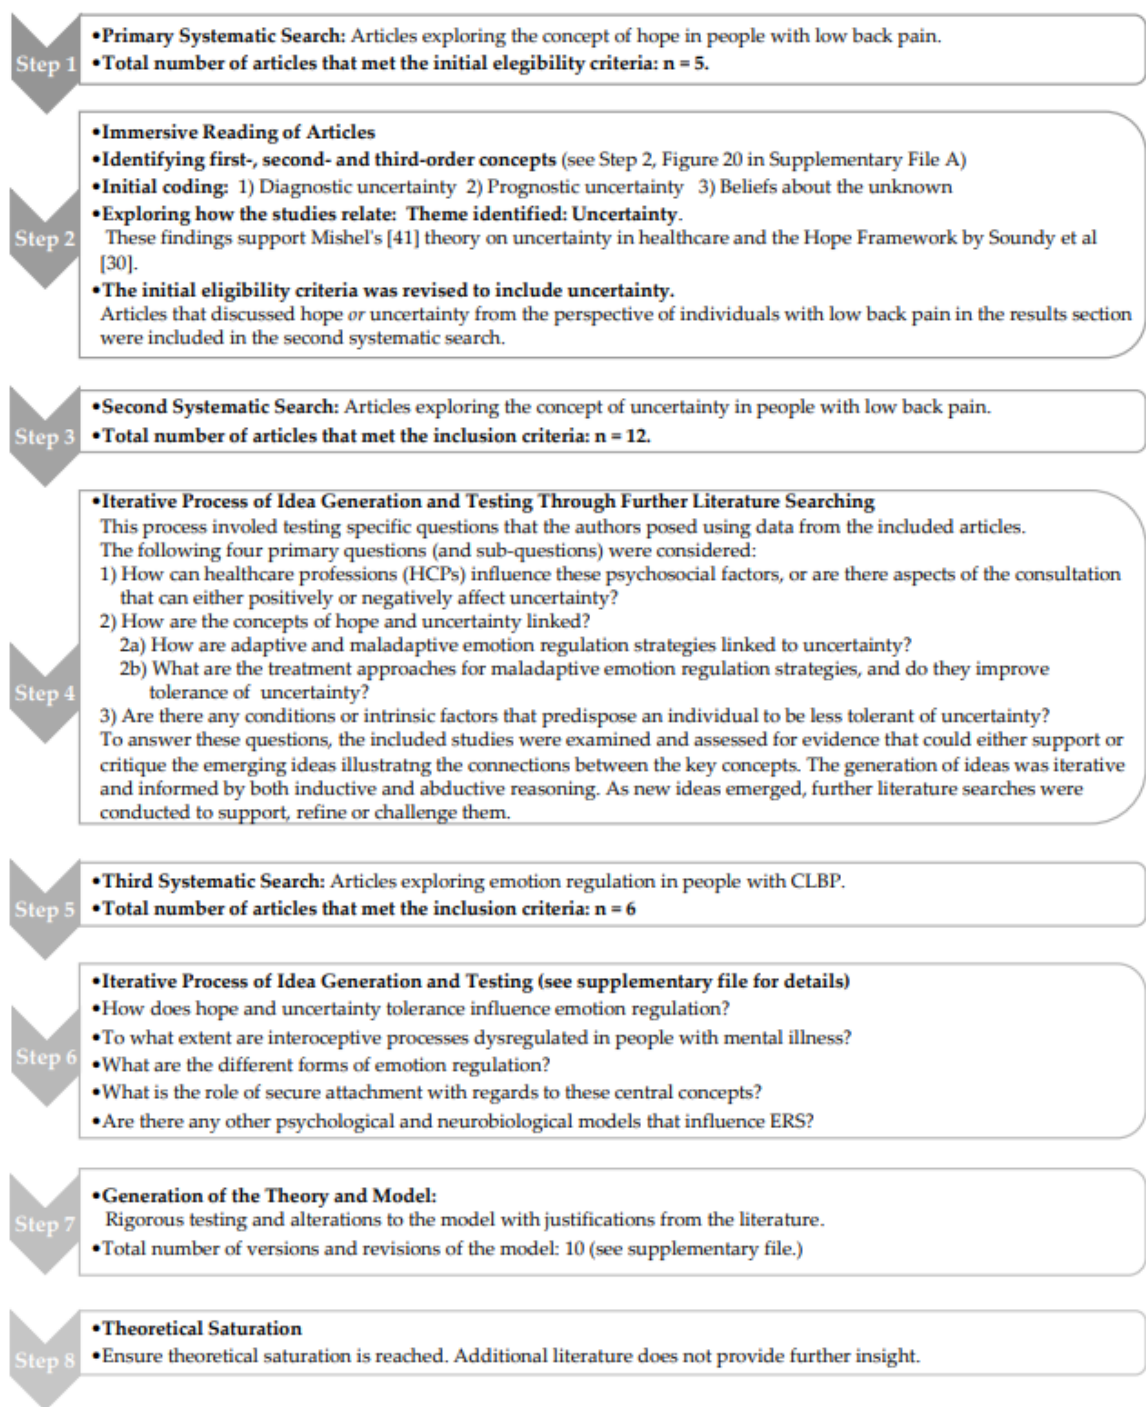 Step 1
•Primary Systematic Search: Articles exploring the concept of hope in people with low back pain.
•Total number of articles that met the initial elegibility criteria: n = 5.
Step 2
•Immersive Reading of Articles
•Identifying first-, second- and third-order concepts (see Step 2, Figure 20 in Supplementary File A)
•Initial coding: 1) Diagnostic uncertainty 2) Prognostic uncertainty 3) Beliefs about the unknown
•Exploring how the studies relate: Theme identified: Uncertainty.
These findings support Mishel's [41] theory on uncertainty in healthcare and the Hope Framework by Soundy et al
[30].
•The initial eligibility criteria was revised to include uncertainty.
Articles that discussed hope or uncertainty from the perspective of individuals with low back pain in the results section
were included in the second systematic search.
Step 3
•Second Systematic Search: Articles exploring the concept of uncertainty in people with low back pain.
•Total number of articles that met the inclusion criteria: n = 12.
Step 4
•Iterative Process of Idea Generation and Testing Through Further Literature Searching
This process involed testing specific questions that the authors posed using data from the included articles.
The following four primary questions (and sub-questions) were considered:
1) How can healthcare professions (HCPs) influence these psychosocial factors, or are there aspects of the consultation
that can either positively or negatively affect uncertainty?
2) How are the concepts of hope and uncertainty linked?
2a) How are adaptive and maladaptive emotion regulation strategies linked to uncertainty?
2b) What are the treatment approaches for maladaptive emotion regulation strategies, and do they improve
tolerance of uncertainty?
3) Are there any conditions or intrinsic factors that predispose an individual to be less tolerant of uncertainty?
To answer these questions, the included studies were examined and assessed for evidence that could either support or
critique the emerging ideas illustratng the connections between the key concepts. The generation of ideas was iterative
and informed by both inductive and abductive reasoning. As new ideas emerged, further literature searches were
conducted to support, refine or challenge them.
Step 5
•Third Systematic Search: Articles exploring emotion regulation in people with CLBP.
•Total number of articles that met the inclusion criteria: n = 6
Step 6
•Iterative Process of Idea Generation and Testing (see supplementary file for details)
•How does hope and uncertainty tolerance influence emotion regulation?
•To what extent are interoceptive processes dysregulated in people with mental illness?
•What are the different forms of emotion regulation?
•What is the role of secure attachment with regards to these central concepts?
•Are there any other psychological and neurobiological models that influence ERS?
Step 7
•Generation of the Theory and Model:
Rigorous testing and alterations to the model with justifications from the literature.
•Total number of versions and revisions of the model: 10 (see supplementary file.)
Step 8
•Theoretical Saturation
•Ensure theoretical saturation is reached. Additional literature does not provide further insight.